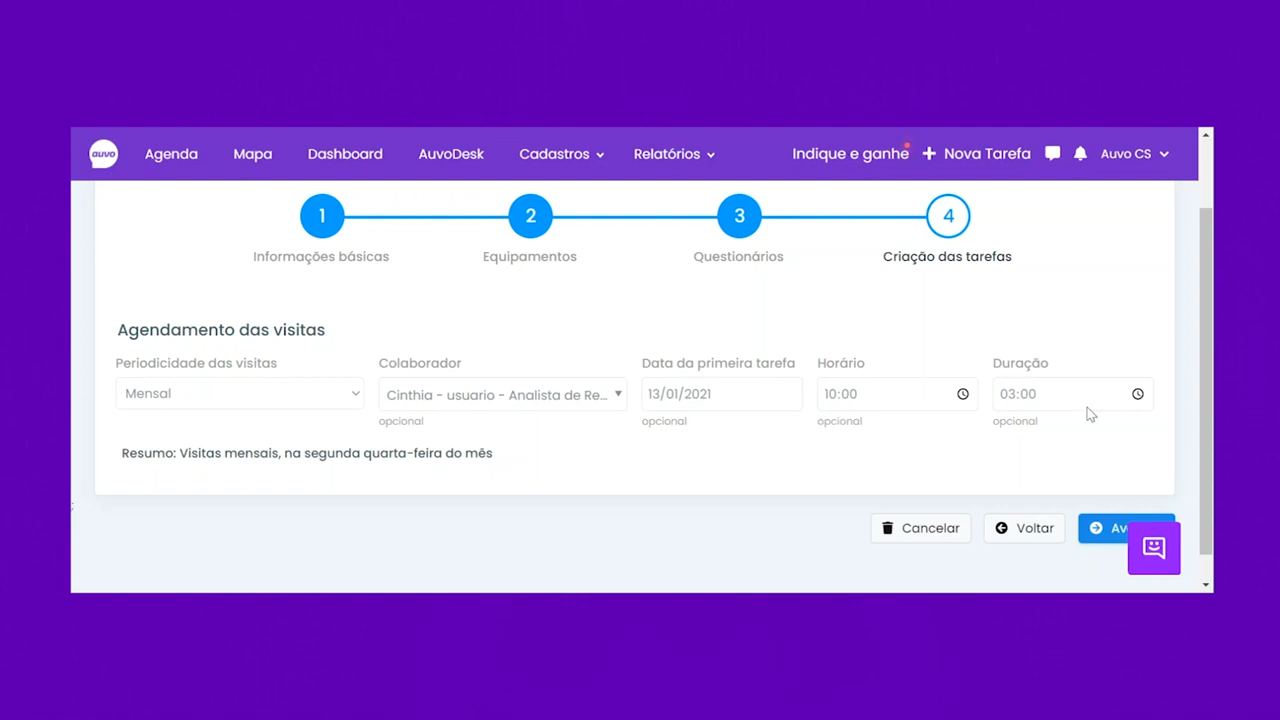 auvo Agenda Mapa Dashboard AuvoDesk Cadastros Relatórios Indique e ganhe Nova Tarefa Auvo CS
1 2 3 4
Informações básicas Equipamentos Questionários Criação das tarefas
Agendamento das visitas
Periodicidade das visitas Colaborador Data da primeira tarefa Horário Duração
Mensal Cinthia - usuario - Analista de Re... 13/01/2021 10:00 03:00
opcional opcional opcional opcional
Resumo: Visitas mensais, na segunda quarta-feira do mês
;
Cancelar Voltar